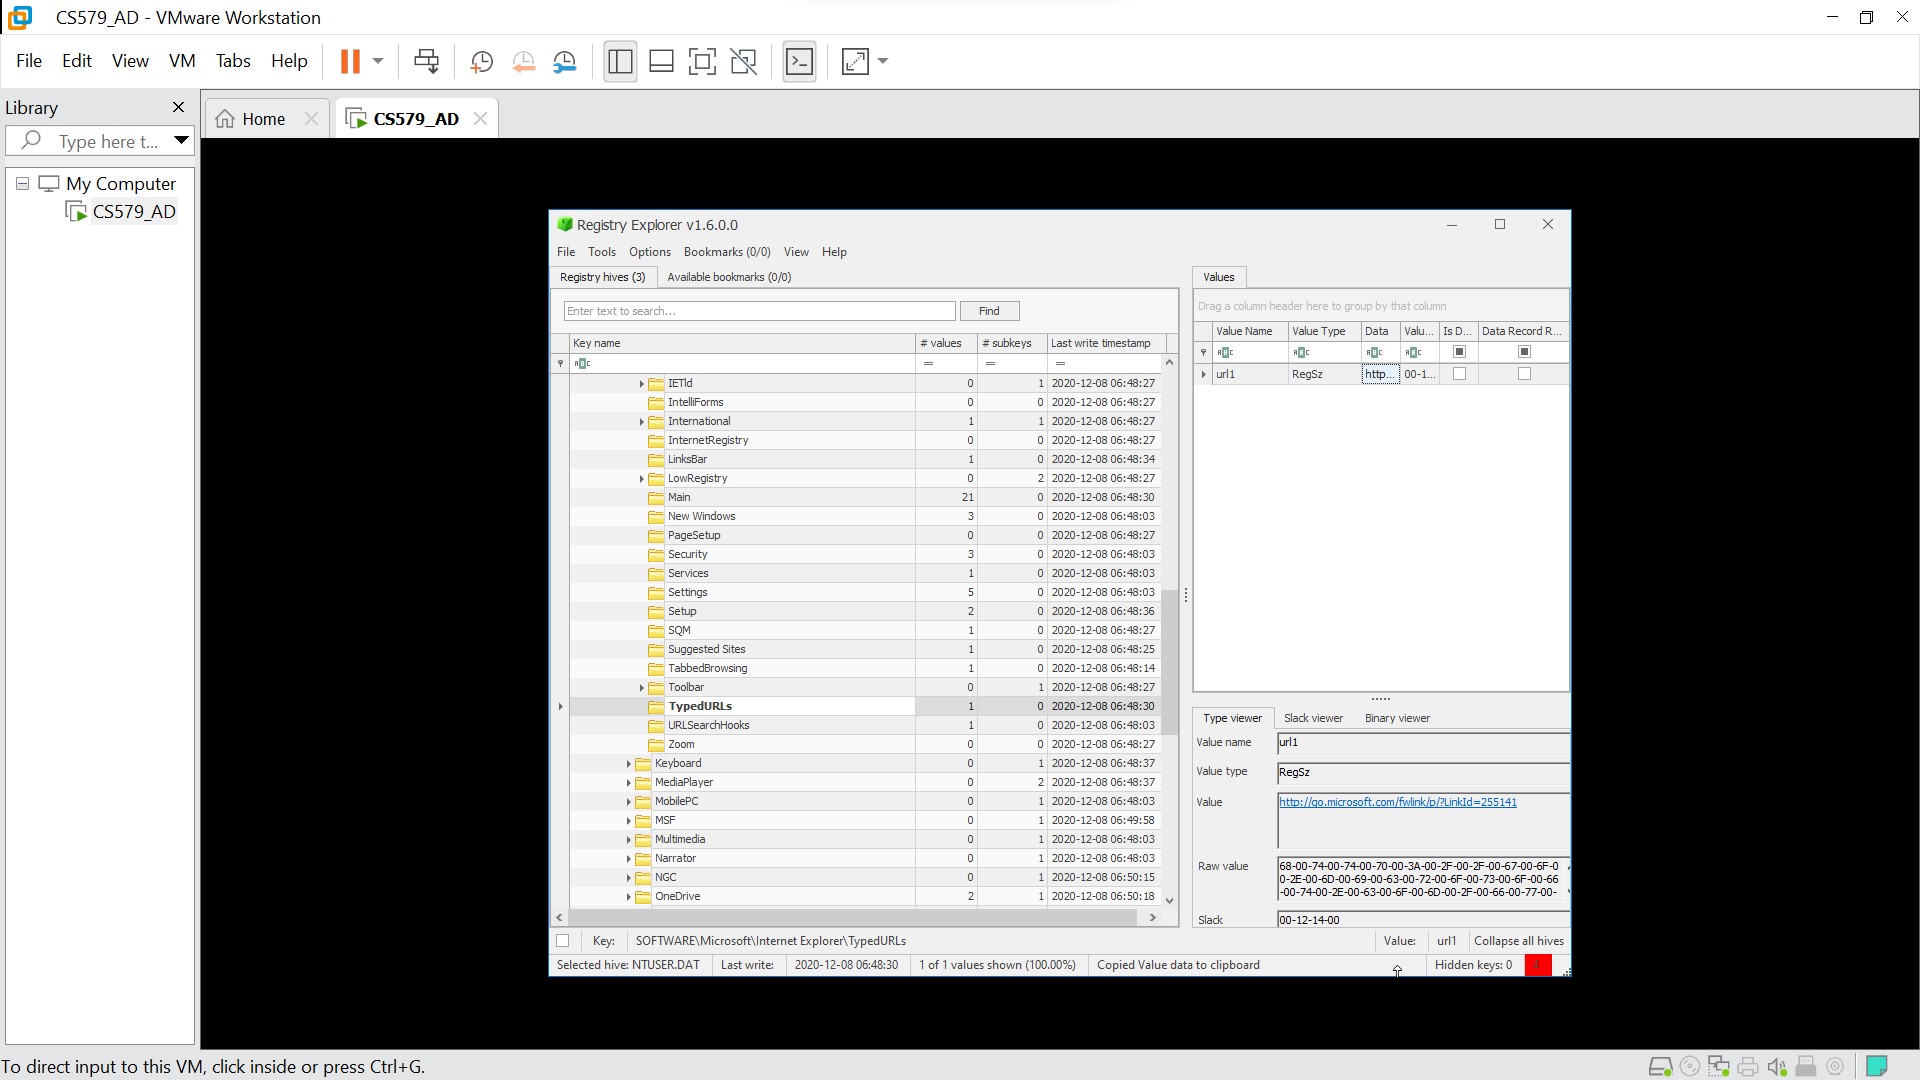 CS579_AD - VMware Workstation
File Edit View VM Tabs Help
Library
Type here t...
My Computer
CS579_AD
Home
CS579_AD
Registry Explorer v1.6.0.0
File Tools Options Bookmarks (0/0) View Help
Registry hives (3) Available bookmarks (0/0)
Enter text to search... Find
Key name # values # subkeys Last write timestamp
= = =
IETld 0 1 2020-12-08 06:48:27
IntelliForms 0 0 2020-12-08 06:48:27
International 1 1 2020-12-08 06:48:27
InternetRegistry 0 0 2020-12-08 06:48:27
LinksBar 1 0 2020-12-08 06:48:34
LowRegistry 0 2 2020-12-08 06:48:27
Main 21 0 2020-12-08 06:48:30
New Windows 3 0 2020-12-08 06:48:03
PageSetup 0 0 2020-12-08 06:48:27
Security 3 0 2020-12-08 06:48:03
Services 1 0 2020-12-08 06:48:03
Settings 5 0 2020-12-08 06:48:03
Setup 2 0 2020-12-08 06:48:36
SQM 1 0 2020-12-08 06:48:27
Suggested Sites 1 0 2020-12-08 06:48:25
TabbedBrowsing 1 0 2020-12-08 06:48:14
Toolbar 0 1 2020-12-08 06:48:27
TypedURLs 1 0 2020-12-08 06:48:30
URLSearchHooks 1 0 2020-12-08 06:48:03
Zoom 0 0 2020-12-08 06:48:27
Keyboard 0 1 2020-12-08 06:48:37
MediaPlayer 0 2 2020-12-08 06:48:37
MobilePC 0 1 2020-12-08 06:48:03
MSF 0 1 2020-12-08 06:49:58
Multimedia 0 1 2020-12-08 06:48:03
Narrator 0 1 2020-12-08 06:48:03
NGC 0 1 2020-12-08 06:50:15
OneDrive 2 1 2020-12-08 06:50:18
Values
Drag a column header here to group by that column
Value Name Value Type Data Valu... Is D... Data Record R...
url1 RegSz http... 00-1...
Type viewer Slack viewer Binary viewer
Value name url1
Value type RegSz
Value http://go.microsoft.com/fwlink/p/?LinkId=255141
Raw value 68-00-74-00-74-00-70-00-3A-00-2F-00-2F-00-67-00-6F-0
0-2E-00-6D-00-69-00-63-00-72-00-6F-00-73-00-6F-00-66
-00-74-00-2E-00-63-00-6F-00-6D-00-2F-00-66-00-77-00-
Slack 00-12-14-00
Key: SOFTWARE\Microsoft\Internet Explorer\TypedURLs Value: url1 Collapse all hives
Selected hive: NTUSER.DAT Last write: 2020-12-08 06:48:30 1 of 1 values shown (100.00%) Copied Value data to clipboard Hidden keys: 0
To direct input to this VM, click inside or press Ctrl+G.